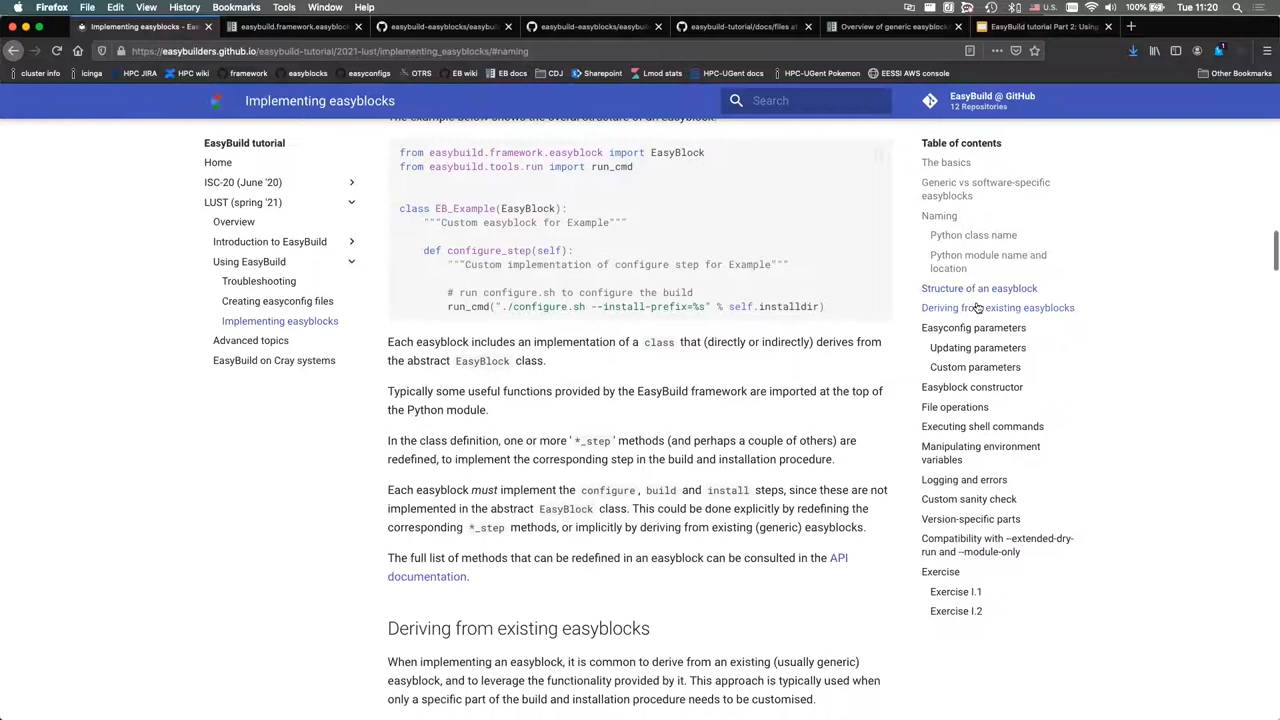 Firefox File Edit View History Bookmarks Tools Window Help 100% Tue 11:20
Implementing easyblocks - Eas
easybuild.framework.easyblock
easybuild-easyblocks/easybuild
easybuild-easyblocks/easybuild
easybuild-tutorial/docs/files at
Overview of generic easyblocks
EasyBuild tutorial Part 2: Using
https://easybuilders.github.io/easybuild-tutorial/2021-lust/implementing_easyblocks/#naming
cluster info icinga HPC JIRA HPC wiki framework easyblocks easyconfigs OTRS EB wiki EB docs CDJ Sharepoint Lmod stats HPC-UGent docs HPC-UGent Pokemon EESSI AWS console Other Bookmarks
Implementing easyblocks
Search
EasyBuild @ GitHub
12 Repositories
EasyBuild tutorial
Home
ISC-20 (June '20)
LUST (spring '21)
Overview
Introduction to EasyBuild
Using EasyBuild
Troubleshooting
Creating easyconfig files
Implementing easyblocks
Advanced topics
EasyBuild on Cray systems
The example below shows the overall structure of an easyblock:
from easybuild.framework.easyblock import EasyBlock
from easybuild.tools.run import run_cmd
class EB_Example(EasyBlock):
"""Custom easyblock for Example"""
def configure_step(self):
"""Custom implementation of configure step for Example"""
# run configure.sh to configure the build
run_cmd("./configure.sh --install-prefix=%s" % self.installdir)
Each easyblock includes an implementation of a class that (directly or indirectly) derives from
the abstract EasyBlock class.
Typically some useful functions provided by the EasyBuild framework are imported at the top of
the Python module.
In the class definition, one or more '*_step' methods (and perhaps a couple of others) are
redefined, to implement the corresponding step in the build and installation procedure.
Each easyblock must implement the configure, build and install steps, since these are not
implemented in the abstract EasyBlock class. This could be done explicitly by redefining the
corresponding *_step methods, or implicitly by deriving from existing (generic) easyblocks.
The full list of methods that can be redefined in an easyblock can be consulted in the API
documentation.
Deriving from existing easyblocks
When implementing an easyblock, it is common to derive from an existing (usually generic)
easyblock, and to leverage the functionality provided by it. This approach is typically used when
only a specific part of the build and installation procedure needs to be customised.
Table of contents
The basics
Generic vs software-specific
easyblocks
Naming
Python class name
Python module name and
location
Structure of an easyblock
Deriving from existing easyblocks
Easyconfig parameters
Updating parameters
Custom parameters
Easyblock constructor
File operations
Executing shell commands
Manipulating environment
variables
Logging and errors
Custom sanity check
Version-specific parts
Compatibility with --extended-dry-
run and --module-only
Exercise
Exercise I.1
Exercise I.2